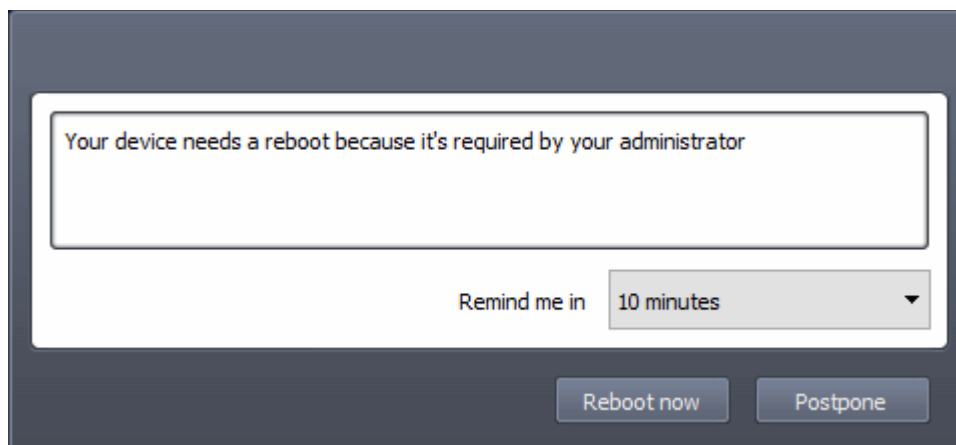 Your device needs a reboot because it's required by your administrator
Remind me in 10 minutes
Reboot now Postpone